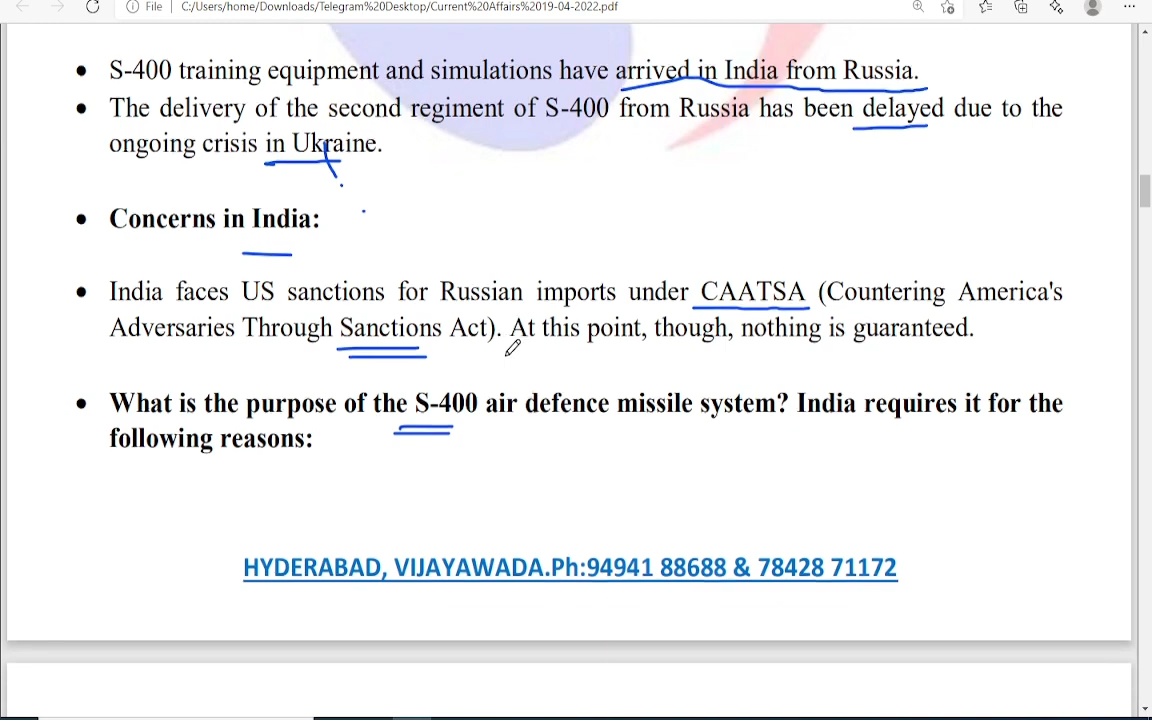 File | C:/Users/home/Downloads/Telegram%20Desktop/Current%20Affairs%2019-04-2022.pdf
• S-400 training equipment and simulations have arrived in India from Russia.
• The delivery of the second regiment of S-400 from Russia has been delayed due to the
ongoing crisis in Ukraine.
• Concerns in India:
• India faces US sanctions for Russian imports under CAATSA (Countering America's
Adversaries Through Sanctions Act). At this point, though, nothing is guaranteed.
• What is the purpose of the S-400 air defence missile system? India requires it for the
following reasons:
HYDERABAD, VIJAYAWADA.Ph:94941 88688 & 78428 71172